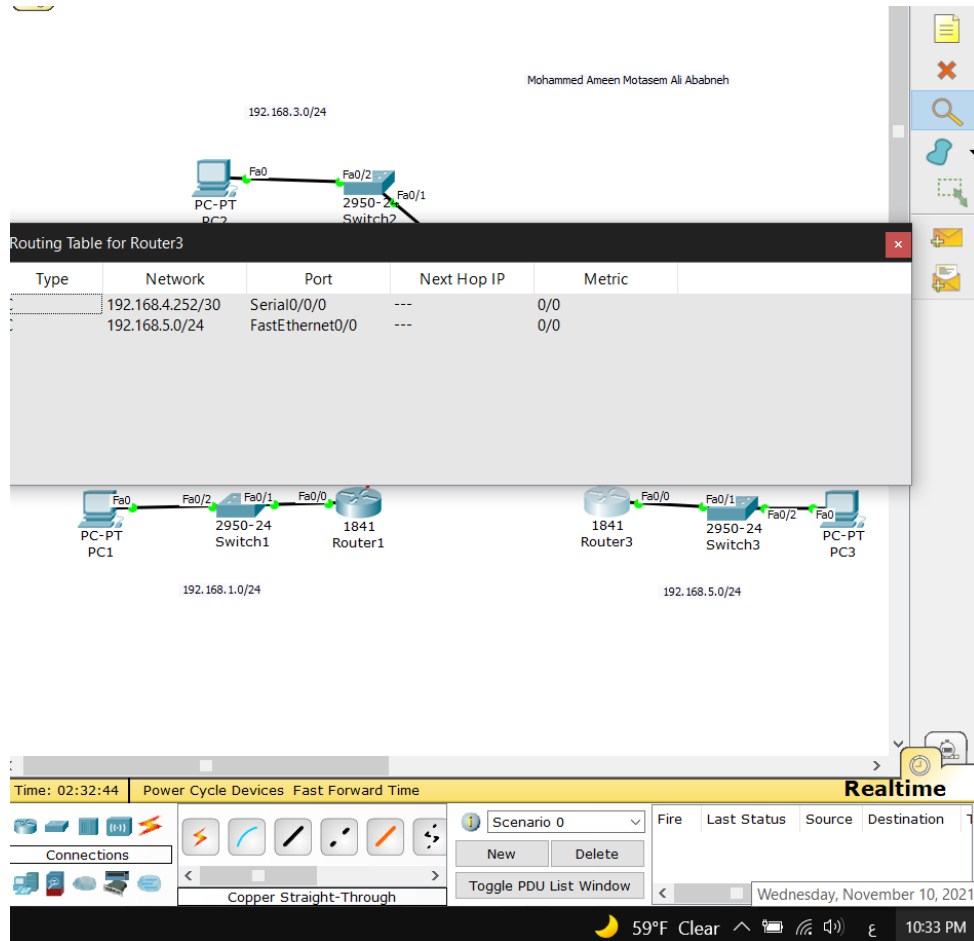 Mohammed Ameen Motasem Ali Ababneh
192.168.3.0/24
Fa0
Fa0/2
Fa0/1
PC-PT
PC2
2950-24
Switch2
Routing Table for Router3
Type Network Port Next Hop IP Metric
192.168.4.252/30 Serial0/0/0 --- 0/0
192.168.5.0/24 FastEthernet0/0 --- 0/0
Fa0 Fa0/2 Fa0/1 Fa0/0
PC-PT
PC1
2950-24
Switch1
1841
Router1
Fa0/0 Fa0/1 Fa0/2 Fa0
1841
Router3
2950-24
Switch3
PC-PT
PC3
192.168.1.0/24
192.168.5.0/24
Realtime
Time: 02:32:44 Power Cycle Devices Fast Forward Time
Connections
Copper Straight-Through
Scenario 0
New Delete
Toggle PDU List Window
Fire Last Status Source Destination
Wednesday, November 10, 2021
59°F Clear ع 10:33 PM